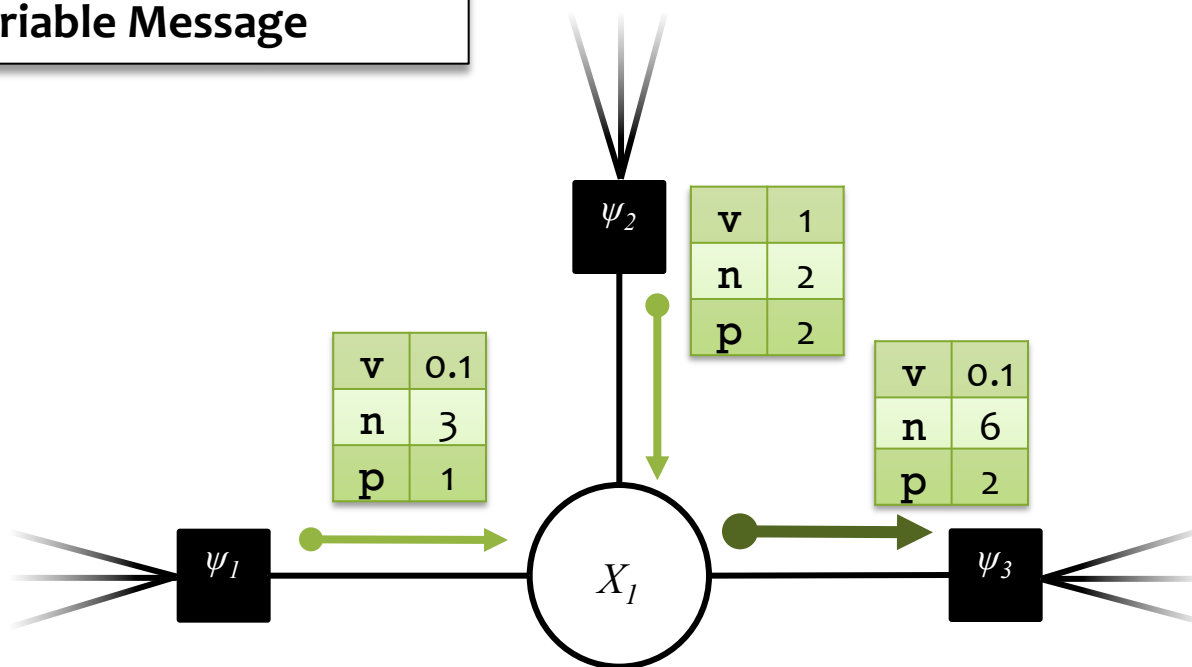 riable Message
ψ2
v 1
n 2
p 2
v 0.1
n 3
p 1
v 0.1
n 6
p 2
ψ1
X1
ψ3